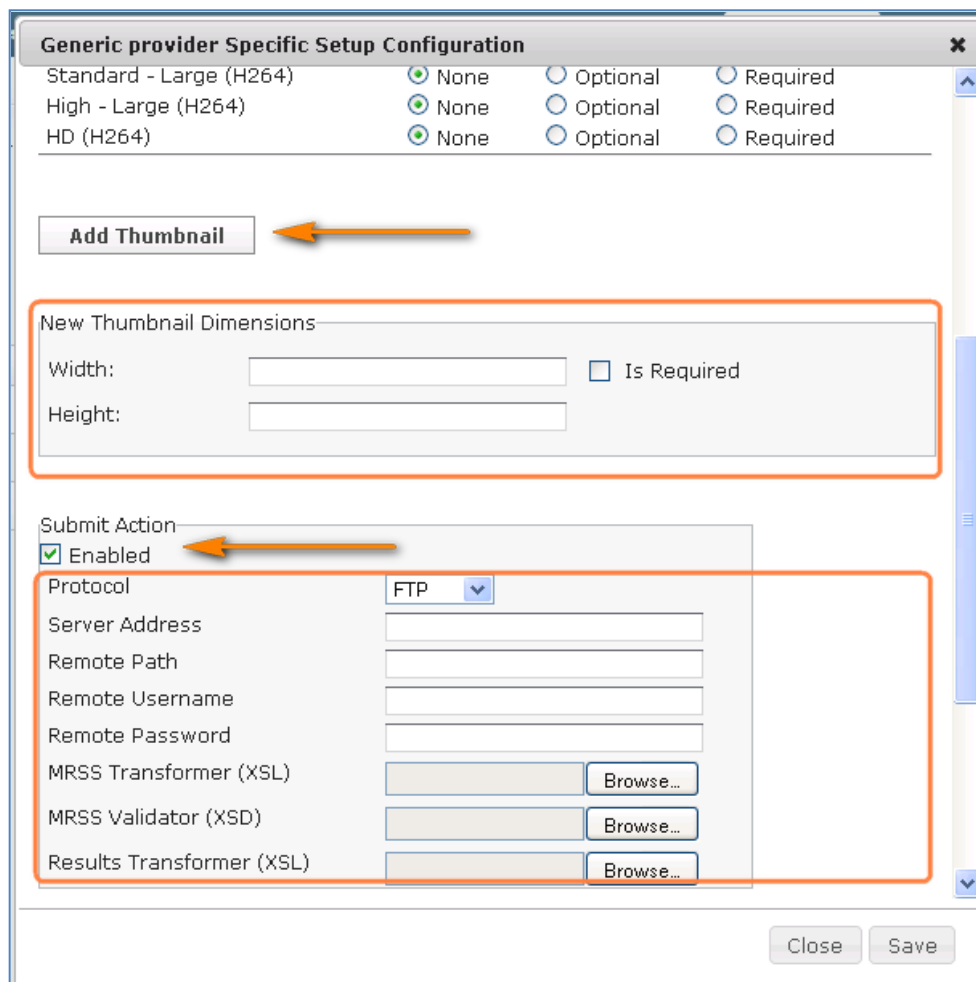 Generic provider Specific Setup Configuration
Standard - Large (H264) None Optional Required
High - Large (H264) None Optional Required
HD (H264) None Optional Required
Add Thumbnail
New Thumbnail Dimensions
Width: Is Required
Height:
Submit Action
Enabled
Protocol FTP
Server Address
Remote Path
Remote Username
Remote Password
MRSS Transformer (XSL) Browse...
MRSS Validator (XSD) Browse...
Results Transformer (XSL) Browse...
Close Save